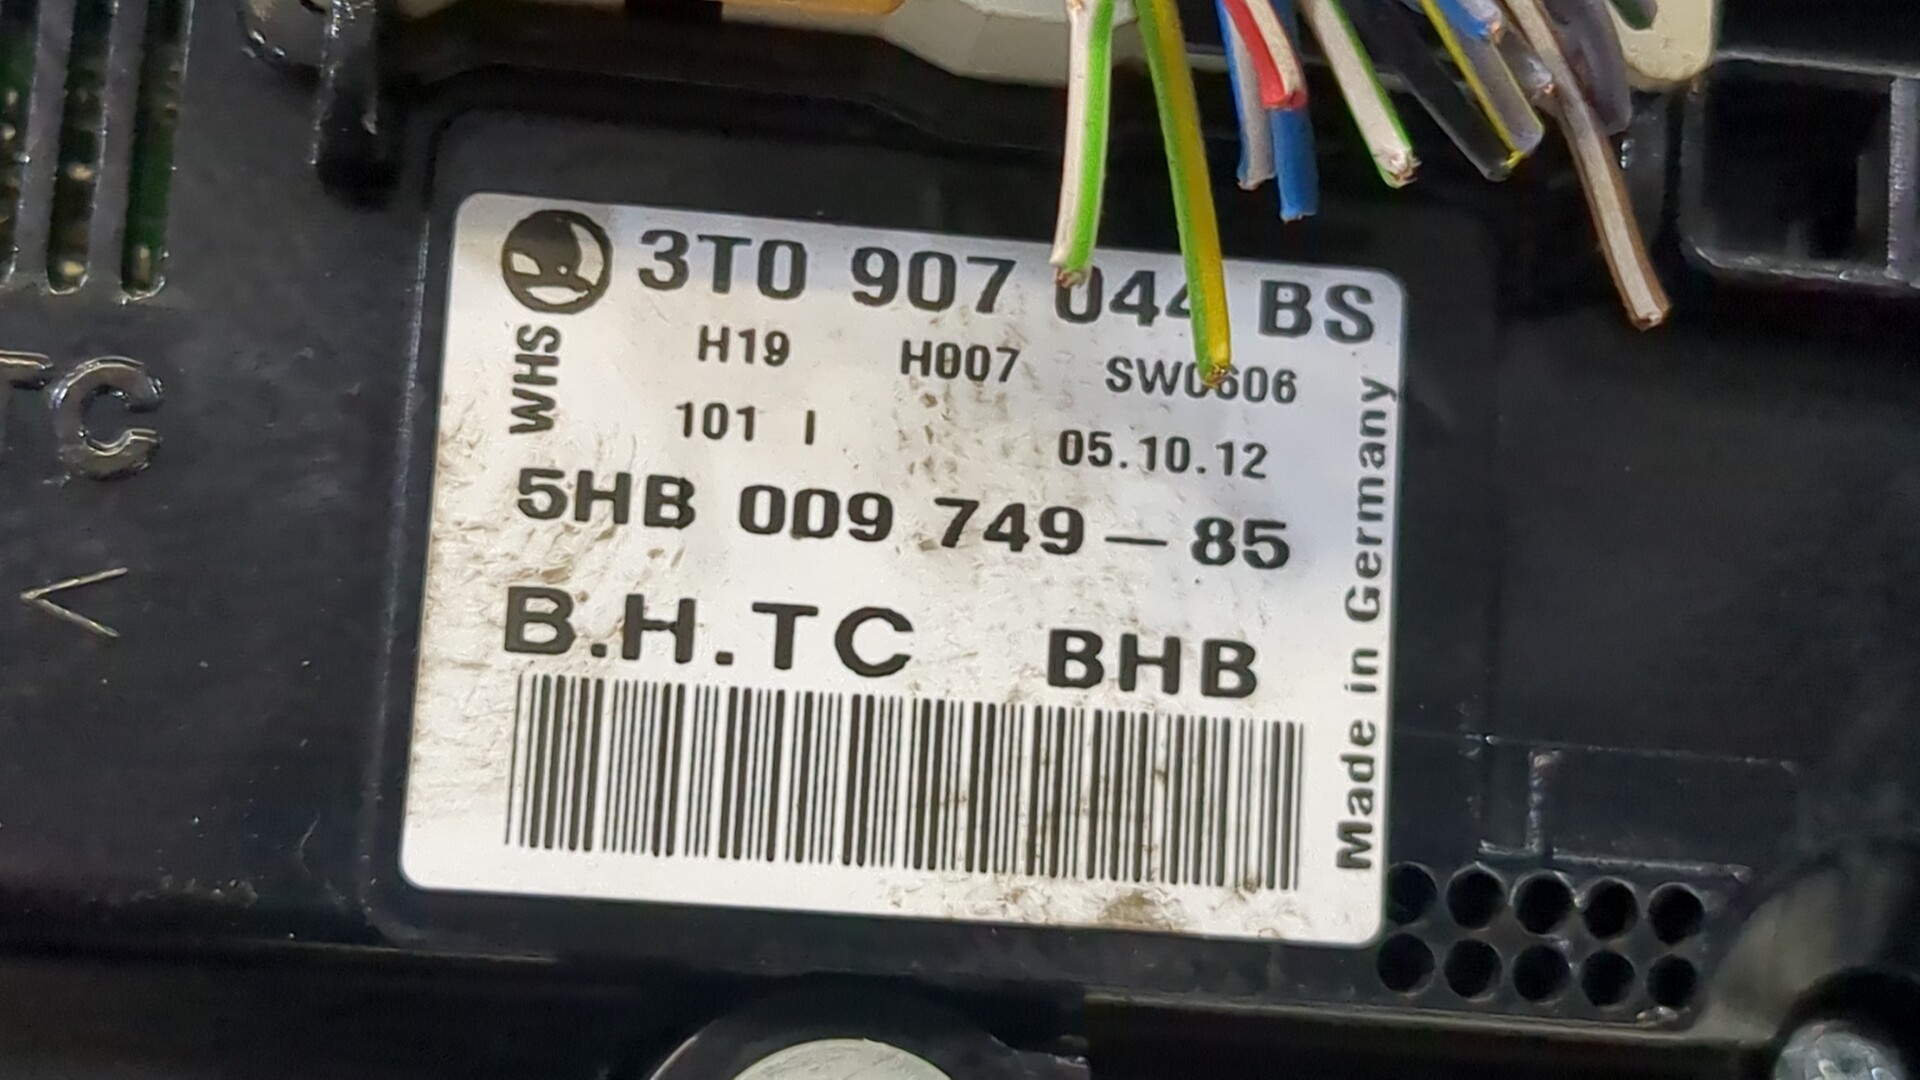 3T0 907 044 BS
WHS
H19 H007 SW0606
101 I 05.10.12
5HB 009 749 – 85
B.H.TC BHB
Made in Germany
TC
<